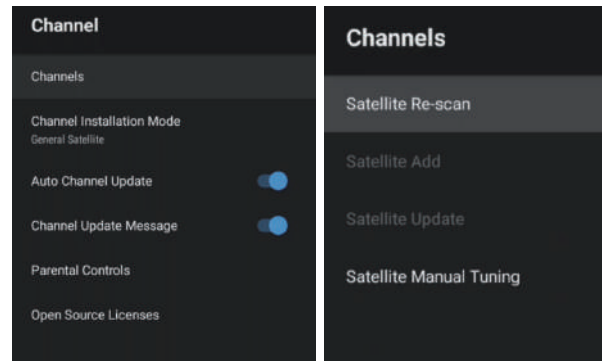 Channel
Channels
Channel Installation Mode
General Satellite
Auto Channel Update
Channel Update Message
Parental Controls
Open Source Licenses
Channels
Satellite Re-scan
Satellite Add
Satellite Update
Satellite Manual Tuning